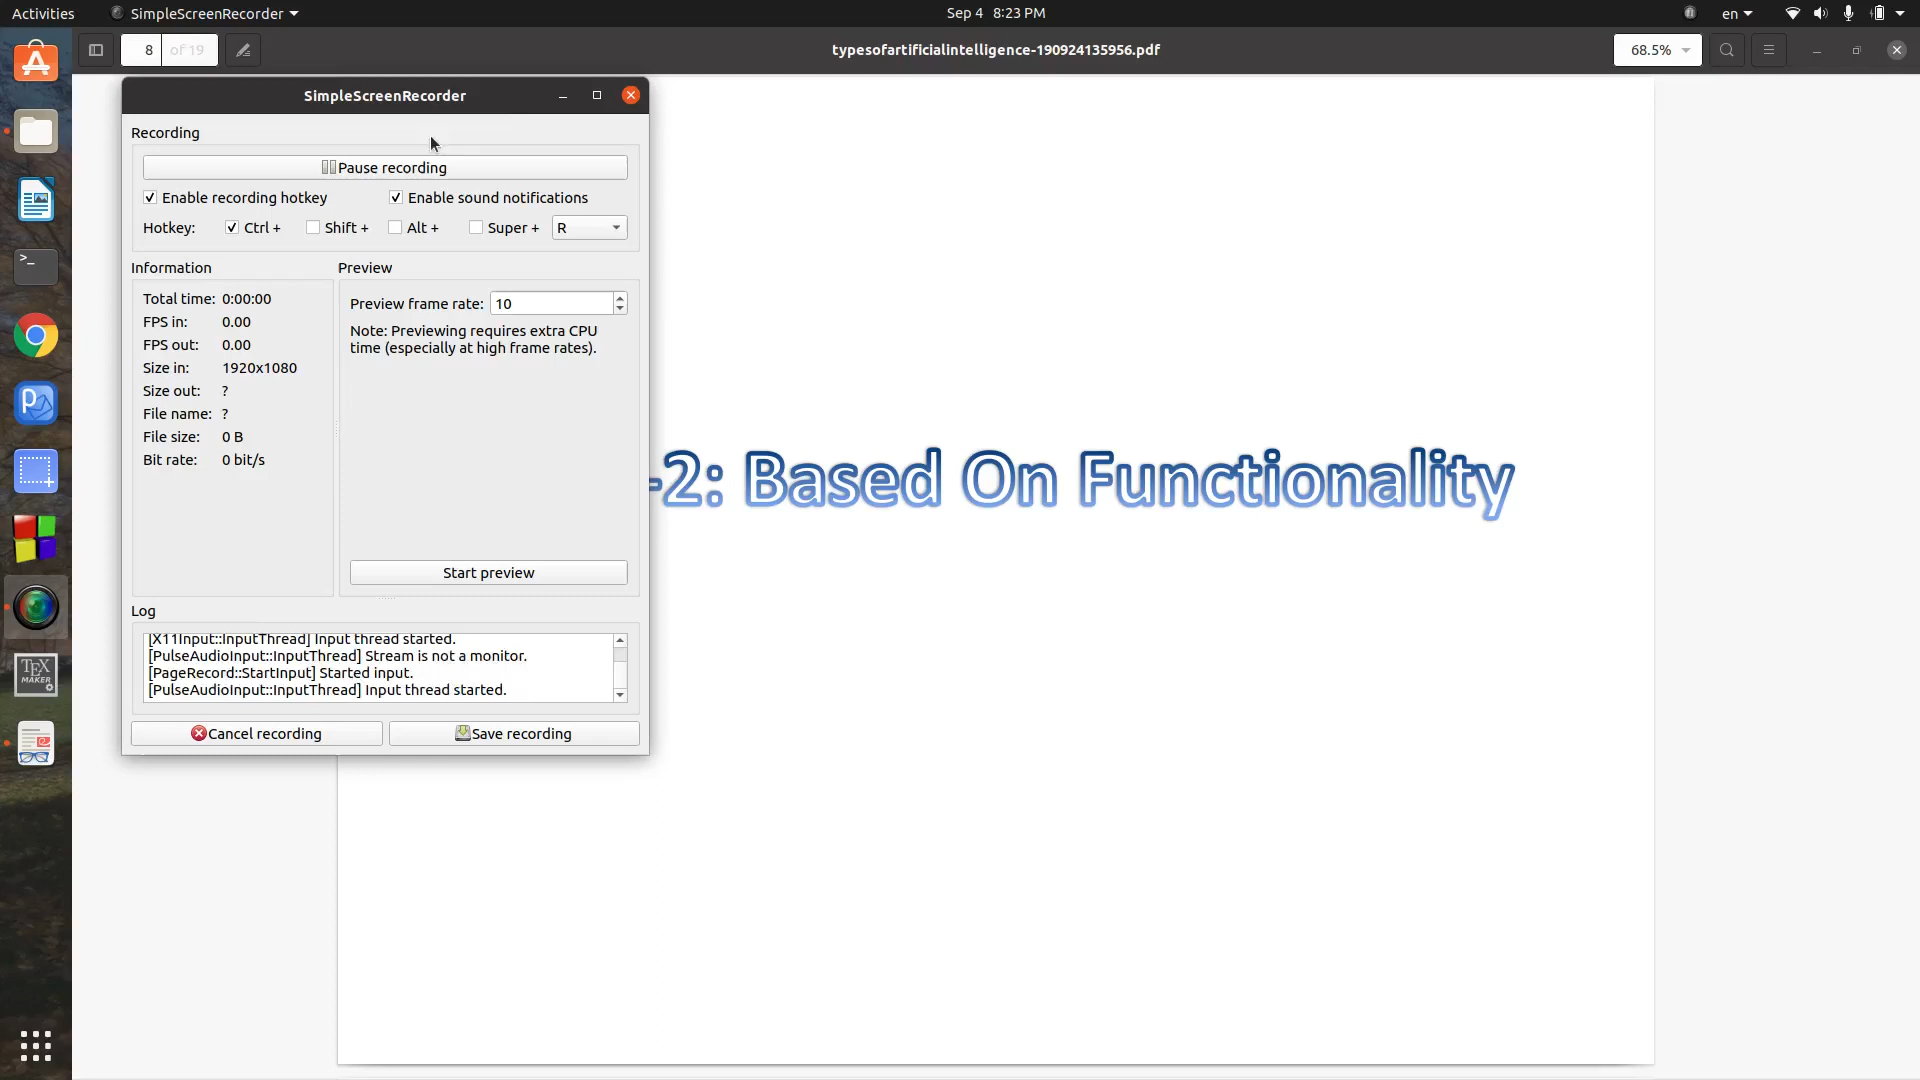 Activities
SimpleScreenRecorder
Sep 4 8:23 PM
en
8
of 19
typesofartificialintelligence-190924135956.pdf
68.5%
SimpleScreenRecorder
Recording
Pause recording
Enable recording hotkey
Enable sound notifications
Hotkey:
Ctrl +
Shift +
Alt +
Super +
R
Information
Total time: 0:00:00
FPS in: 0.00
FPS out: 0.00
Size in: 1920x1080
Size out: ?
File name: ?
File size: 0 B
Bit rate: 0 bit/s
Preview
Preview frame rate: 10
Note: Previewing requires extra CPU
time (especially at high frame rates).
Start preview
Log
[X11Input::InputThread] Input thread started.
[PulseAudioInput::InputThread] Stream is not a monitor.
[PageRecord::StartInput] Started input.
[PulseAudioInput::InputThread] Input thread started.
Cancel recording
Save recording
-2: Based On Functionality
TEX
MAKER